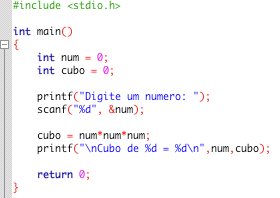 #include <stdio.h>
int main()
{
int num = 0;
int cubo = 0;
printf("Digite um numero: ");
scanf("%d", &num);
cubo = num*num*num;
printf("\nCubo de %d = %d\n",num,cubo);
return 0;
}